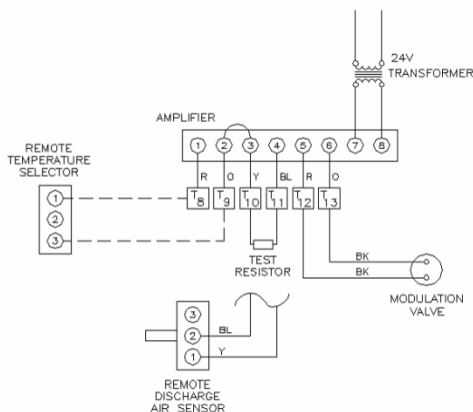 24V
TRANSFORMER
AMPLIFIER
1 2 3 4 5 6 7 8
R O Y BL R O
T8 T9 T10 T11 T12 T13
REMOTE
TEMPERATURE
SELECTOR
1
2
3
TEST
RESISTOR
BK
BK
MODULATION
VALVE
3
2 BL
1 Y
REMOTE
DISCHARGE
AIR SENSOR